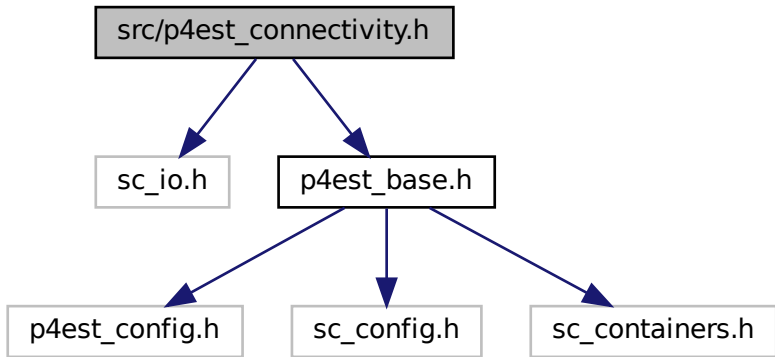 src/p4est_connectivity.h
sc_io.h
p4est_base.h
p4est_config.h
sc_config.h
sc_containers.h